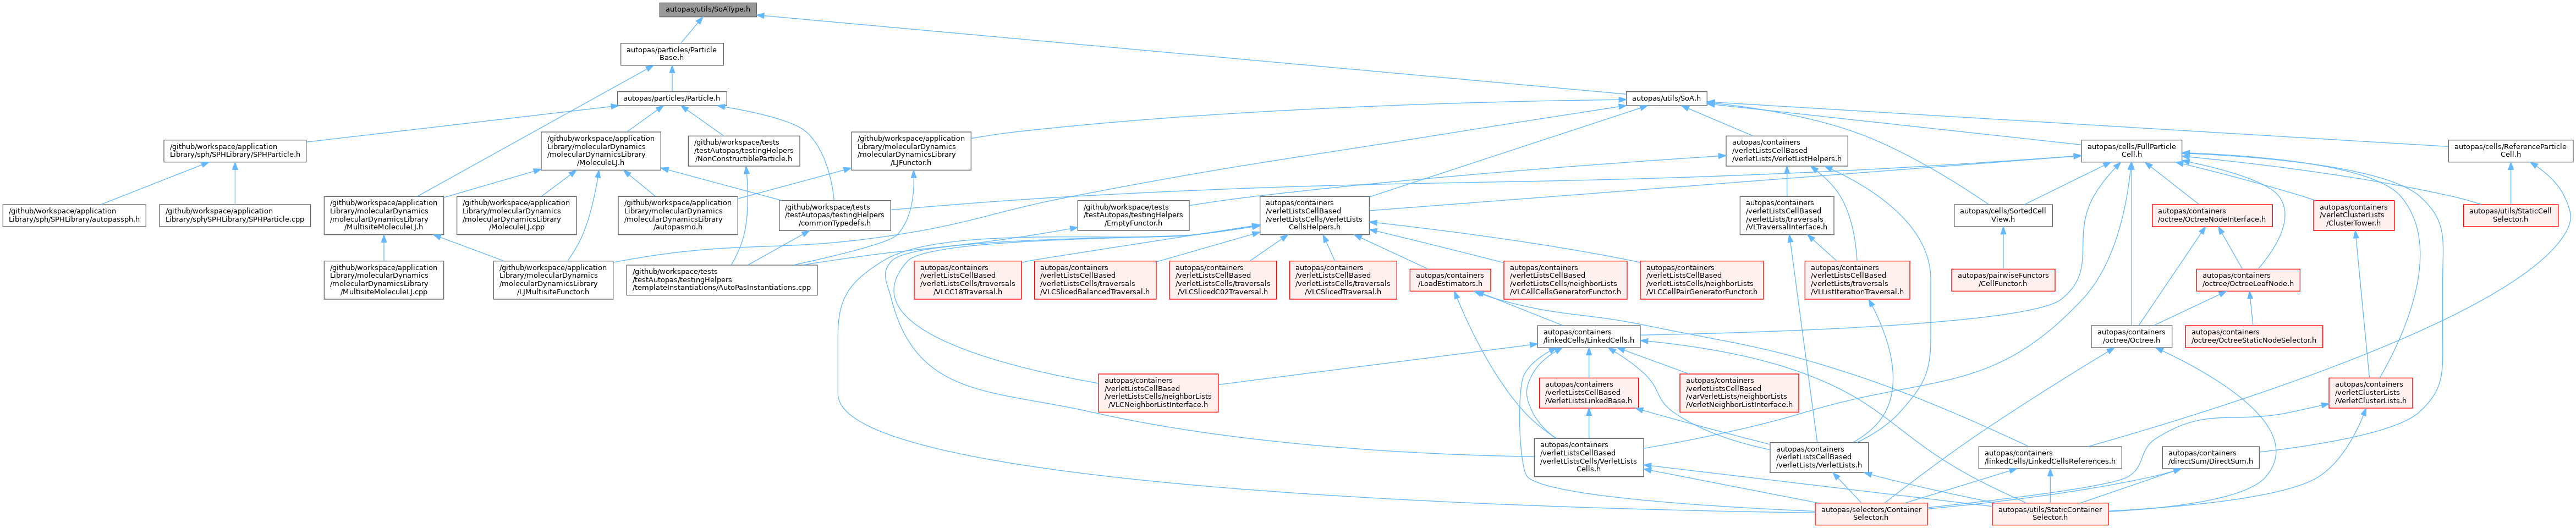 autopas/utils/SoAType.h
autopas/particles/Particle
Base.h
autopas/particles/Particle.h
autopas/utils/SoA.h
/github/workspace/application
Library/sph/SPHLibrary/SPHParticle.h
/github/workspace/application
Library/molecularDynamics
/molecularDynamicsLibrary
/MoleculeLJ.h
/github/workspace/tests
/testAutopas/testingHelpers
/NonConstructibleParticle.h
/github/workspace/application
Library/molecularDynamics
/molecularDynamicsLibrary
/LJFunctor.h
autopas/containers
/verletListsCellBased
/verletLists/VerletListHelpers.h
autopas/cells/FullParticle
Cell.h
autopas/cells/ReferenceParticle
Cell.h
/github/workspace/application
Library/sph/SPHLibrary/autopassph.h
/github/workspace/application
Library/sph/SPHLibrary/SPHParticle.cpp
/github/workspace/application
Library/molecularDynamics
/molecularDynamicsLibrary
/MultisiteMoleculeLJ.h
/github/workspace/application
Library/molecularDynamics
/molecularDynamicsLibrary
/MoleculeLJ.cpp
/github/workspace/application
Library/molecularDynamics
/molecularDynamicsLibrary
/autopasmd.h
/github/workspace/tests
/testAutopas/testingHelpers
/commonTypedefs.h
/github/workspace/tests
/testAutopas/testingHelpers
/EmptyFunctor.h
autopas/containers
/verletListsCellBased
/verletListsCells/VerletLists
CellsHelpers.h
autopas/containers
/verletListsCellBased
/verletLists/traversals
/VLTraversalInterface.h
autopas/cells/SortedCell
View.h
autopas/containers
/octree/OctreeNodeInterface.h
autopas/containers
/verletClusterLists
/ClusterTower.h
autopas/utils/StaticCell
Selector.h
/github/workspace/application
Library/molecularDynamics
/molecularDynamicsLibrary
/MultisiteMoleculeLJ.cpp
/github/workspace/application
Library/molecularDynamics
/molecularDynamicsLibrary
/LJMultisiteFunctor.h
/github/workspace/tests
/testAutopas/testingHelpers
/templateInstantiations/AutoPasInstantiations.cpp
autopas/containers
/verletListsCellBased
/verletListsCells/traversals
/VLCC18Traversal.h
autopas/containers
/verletListsCellBased
/verletListsCells/traversals
/VLCSlicedBalancedTraversal.h
autopas/containers
/verletListsCellBased
/verletListsCells/traversals
/VLCSlicedC02Traversal.h
autopas/containers
/verletListsCellBased
/verletListsCells/traversals
/VLCSlicedTraversal.h
autopas/containers
/LoadEstimators.h
autopas/containers
/verletListsCellBased
/verletListsCells/neighborLists
/VLCAllCellsGeneratorFunctor.h
autopas/containers
/verletListsCellBased
/verletListsCells/neighborLists
/VLCCellPairGeneratorFunctor.h
autopas/containers
/verletListsCellBased
/verletLists/traversals
/VLListIterationTraversal.h
autopas/pairwiseFunctors
/CellFunctor.h
autopas/containers
/octree/OctreeLeafNode.h
autopas/containers
/linkedCells/LinkedCells.h
autopas/containers
/octree/Octree.h
autopas/containers
/octree/OctreeStaticNodeSelector.h
autopas/containers
/verletListsCellBased
/verletListsCells/neighborLists
/VLCNeighborListInterface.h
autopas/containers
/verletListsCellBased
/VerletListsLinkedBase.h
autopas/containers
/verletListsCellBased
/varVerletLists/neighborLists
/VerletNeighborListInterface.h
autopas/containers
/verletClusterLists
/VerletClusterLists.h
autopas/containers
/verletListsCellBased
/verletListsCells/VerletLists
Cells.h
autopas/containers
/verletListsCellBased
/verletLists/VerletLists.h
autopas/containers
/linkedCells/LinkedCellsReferences.h
autopas/containers
/directSum/DirectSum.h
autopas/selectors/Container
Selector.h
autopas/utils/StaticContainer
Selector.h